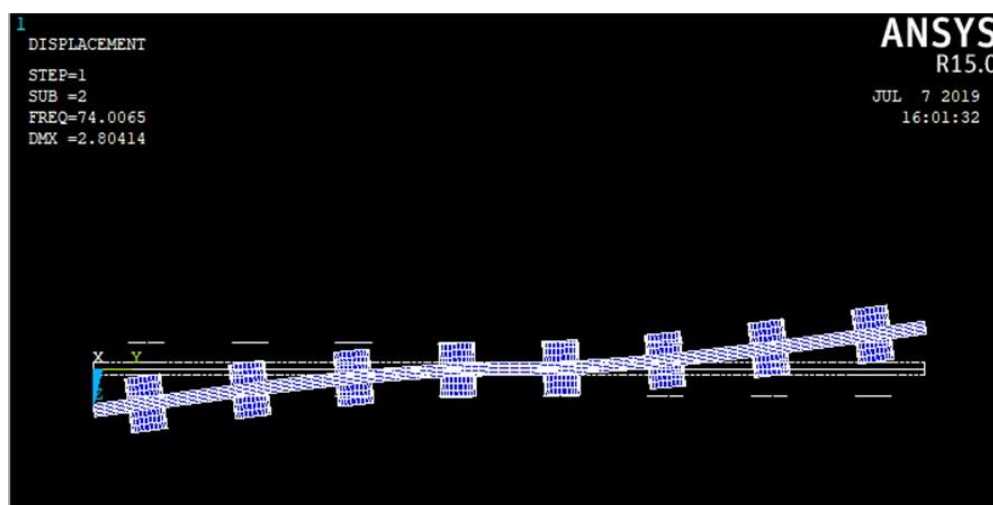 1
DISPLACEMENT
STEP=1
SUB =2
FREQ=74.0065
DMX =2.80414
ANSYS
R15.0
JUL 7 2019
16:01:32
X Y
Z